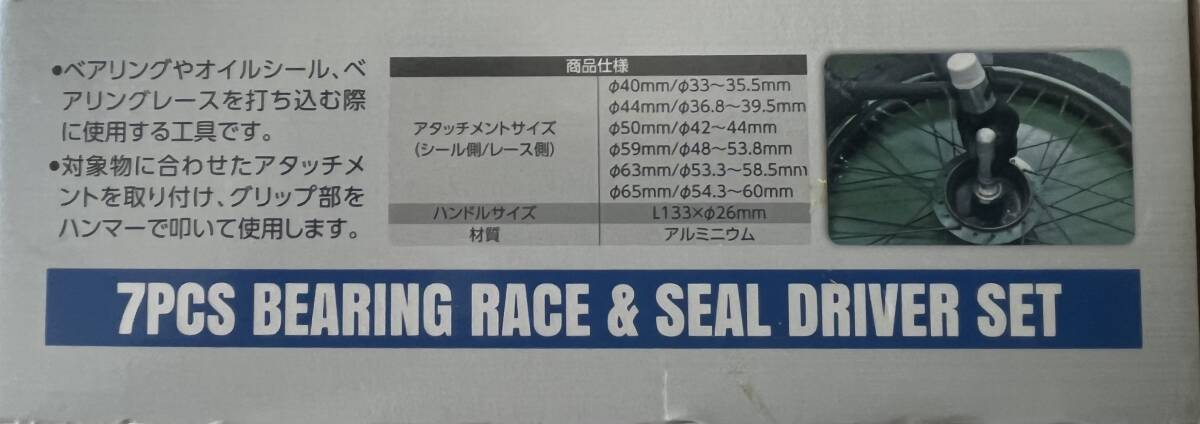 •ベアリングやオイルシール、ベ
アリングレースを打ち込む際
に使用する工具です。
•対象物に合わせたアタッチメ
ントを取り付け、グリップ部を
ハンマーで叩いて使用します。
商品仕様
アタッチメントサイズ
(シール側/レース側)
φ40mm/φ33〜35.5mm
φ44mm/φ36.8〜39.5mm
φ50mm/φ42〜44mm
φ59mm/φ48〜53.8mm
φ63mm/φ53.3〜58.5mm
φ65mm/φ54.3〜60mm
ハンドルサイズ L133×φ26mm
材質 アルミニウム
7PCS BEARING RACE & SEAL DRIVER SET